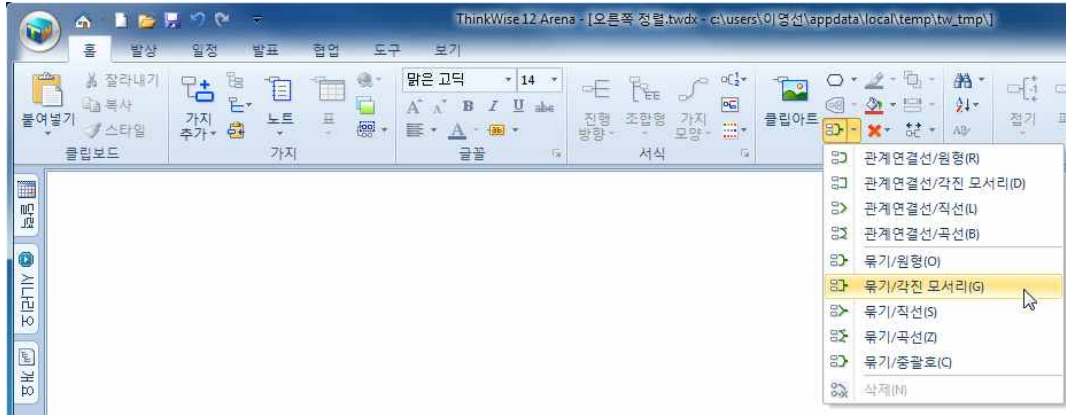 ThinkWise 12 Arena - [오른쪽 정렬.twdx - c:\users\이영선\appdata\local\temp\tw_tmp\]
홈 발상 일정 발표 협업 도구 보기
붙여넣기
잘라내기
복사
스타일
클립보드
가지
추가
노트
표
가지
맑은 고딕 14
A A B I U abc
A ab
글꼴
진행
방향
조합형
가지
모양
서식
클립아트
접기
관계연결선/원형(R)
관계연결선/각진 모서리(D)
관계연결선/직선(L)
관계연결선/곡선(B)
묶기/원형(O)
묶기/각진 모서리(G)
묶기/직선(S)
묶기/곡선(Z)
묶기/중괄호(C)
삭제(N)
달력
시나리오
개요